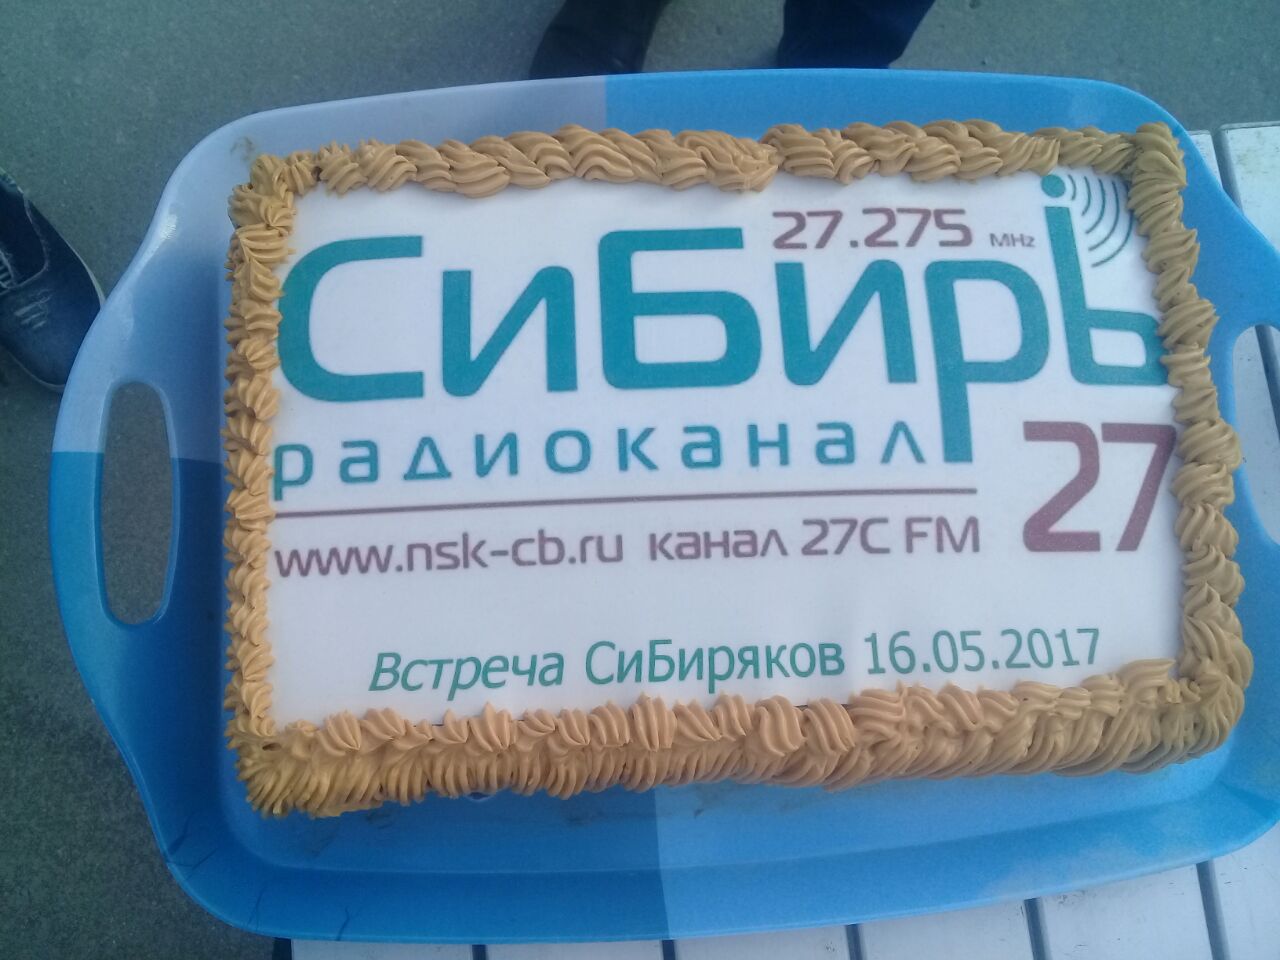 27.275 MHz
СиБирь
радиоканал
27
www.nsk-cb.ru канал 27C FM
Встреча СиБиряков 16.05.2017